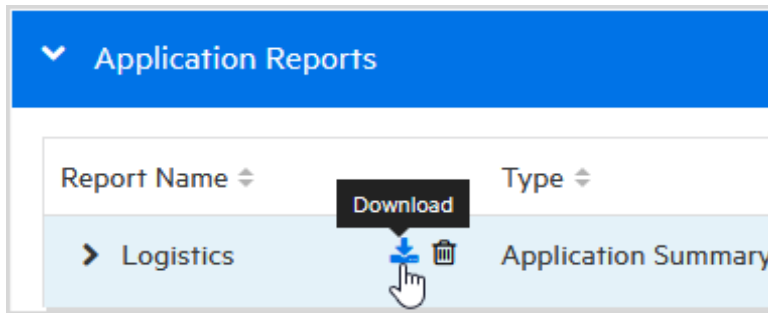 Application Reports
Report Name Type
Download
Logistics Application Summary